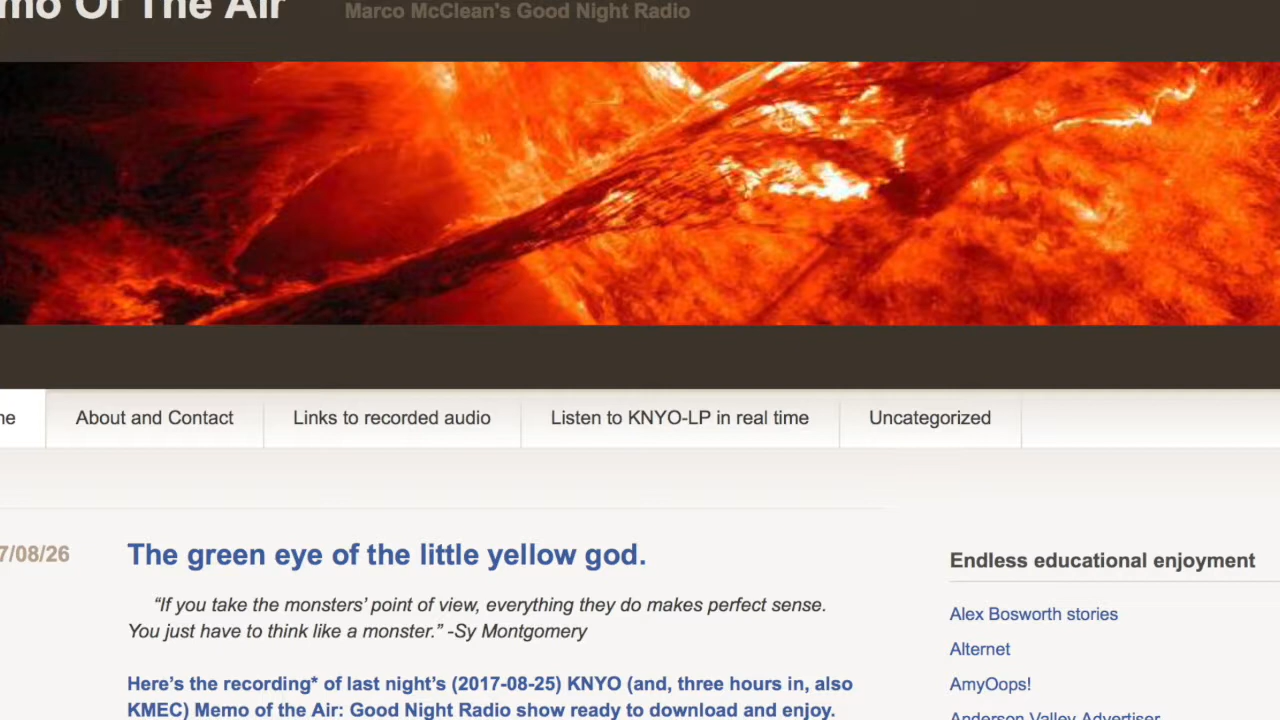 mo Of The Air
Marco McClean's Good Night Radio
ne
About and Contact
Links to recorded audio
Listen to KNYO-LP in real time
Uncategorized
7/08/26
The green eye of the little yellow god.
“If you take the monsters’ point of view, everything they do makes perfect sense.
You just have to think like a monster.” -Sy Montgomery
Here’s the recording* of last night’s (2017-08-25) KNYO (and, three hours in, also
KMEC) Memo of the Air: Good Night Radio show ready to download and enjoy.
Endless educational enjoyment
Alex Bosworth stories
Alternet
AmyOops!
Anderson Valley Advertiser